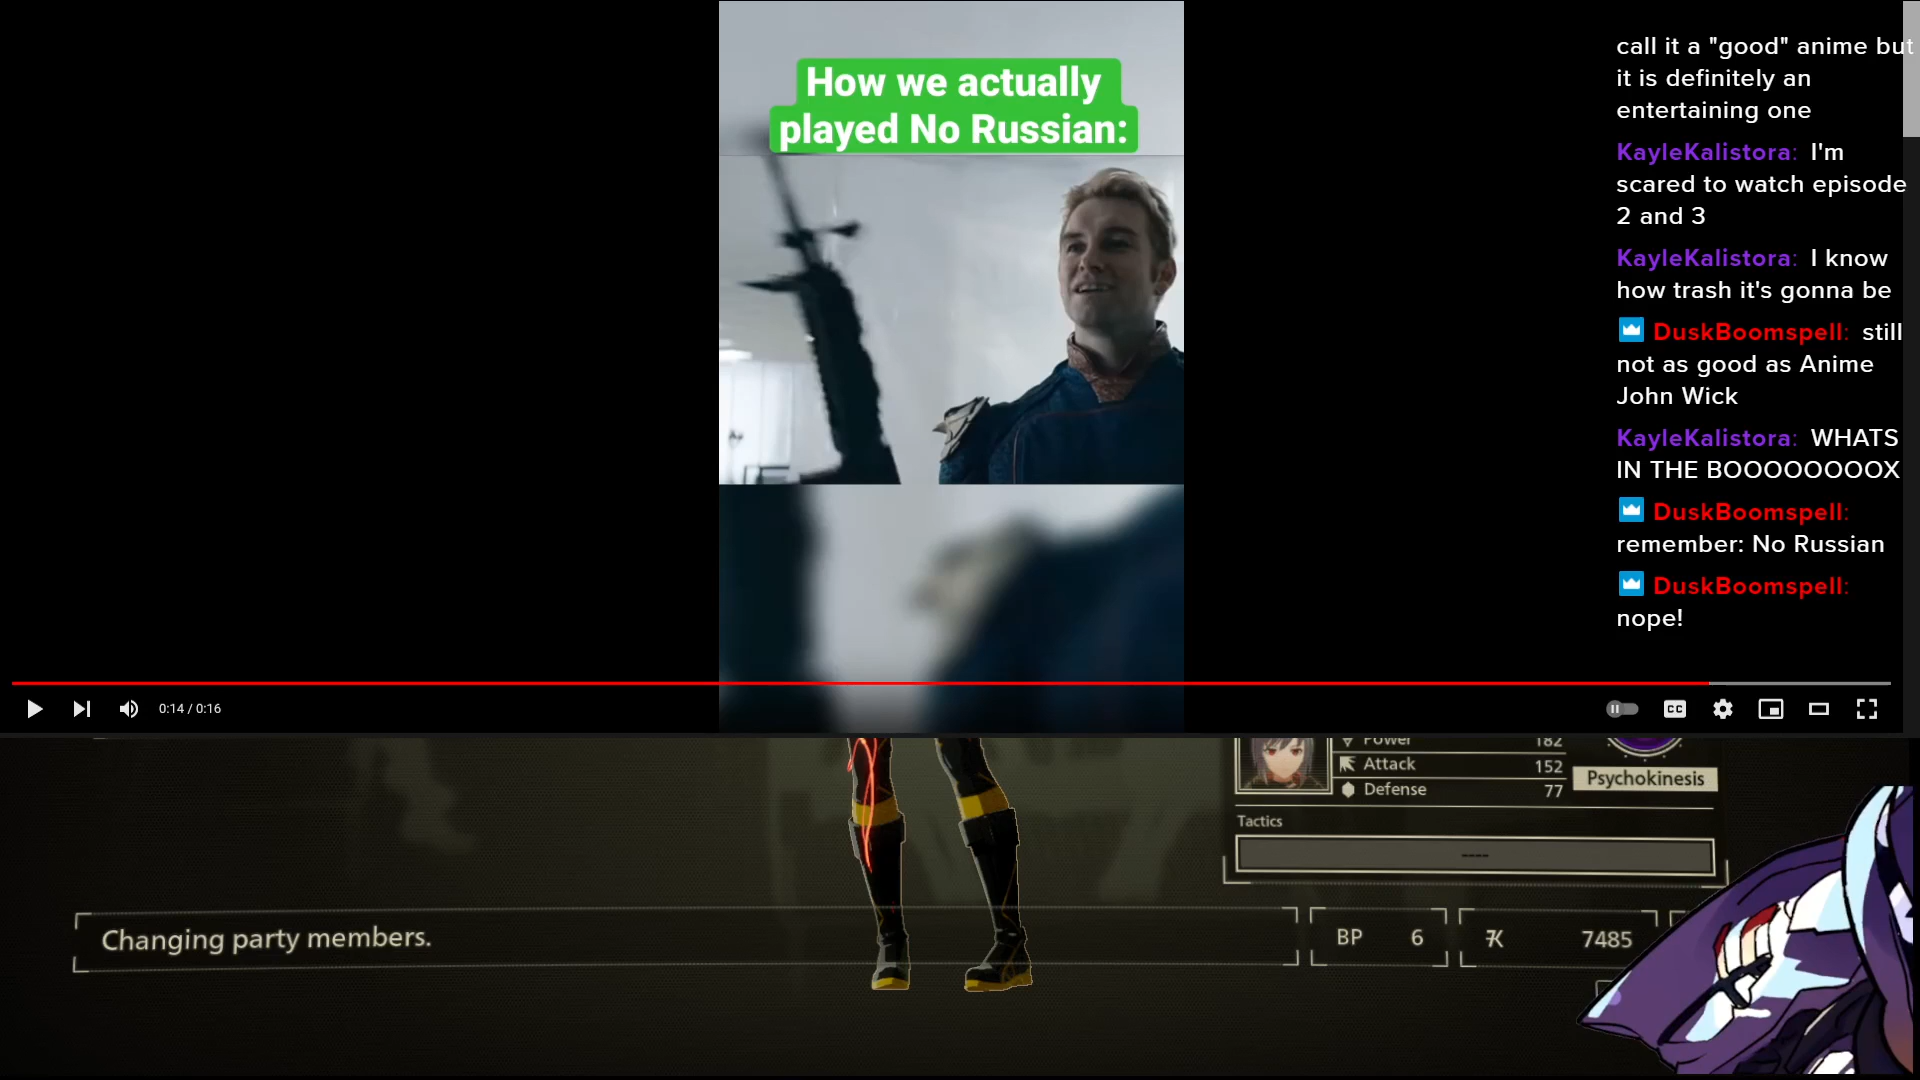 How we actually
played No Russian:
call it a "good" anime but
it is definitely an
entertaining one
KayleKalistora: I'm
scared to watch episode
2 and 3
KayleKalistora: I know
how trash it's gonna be
DuskBoomspell: still
not as good as Anime
John Wick
KayleKalistora: WHATS
IN THE BOOOOOOOOX
DuskBoomspell:
remember: No Russian
DuskBoomspell:
nope!
0:14 / 0:16
CC
Power 182
Attack 152
Defense 77
Psychokinesis
Tactics
----
Changing party members.
BP 6
K 7485